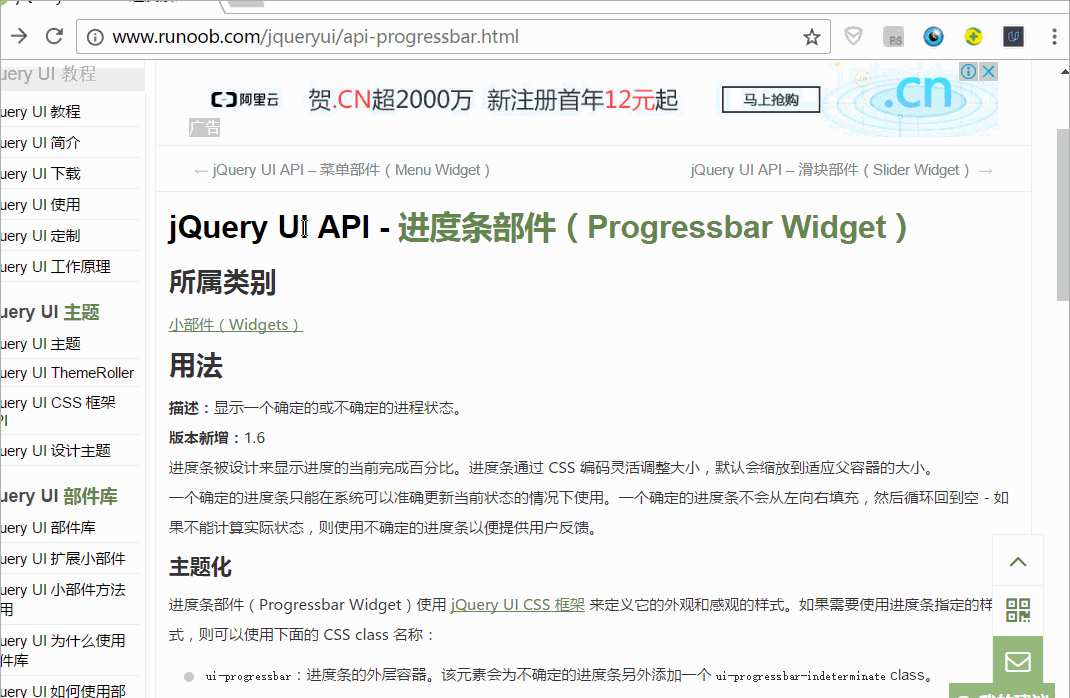 www.runoob.com/jqueryui/api-progressbar.html
uery UI 教程
uery UI 教程
uery UI 简介
uery UI 下载
uery UI 使用
uery UI 定制
uery UI 工作原理
uery UI 主题
uery UI 主题
uery UI ThemeRoller
uery UI CSS 框架
PI
uery UI 设计主题
uery UI 部件库
uery UI 部件库
uery UI 扩展小部件
uery UI 小部件方法
用
uery UI 为什么使用
件库
uery UI 如何使用部
阿里云
贺.CN超2000万 新注册首年12元起
马上抢购
.cn
广告
← jQuery UI API – 菜单部件（Menu Widget）
jQuery UI API – 滑块部件（Slider Widget） →
jQuery UI API - 进度条部件（Progressbar Widget）
所属类别
小部件（Widgets）
用法
描述：显示一个确定的或不确定的进程状态。
版本新增：1.6
进度条被设计来显示进度的当前完成百分比。进度条通过 CSS 编码灵活调整大小，默认会缩放到适应父容器的大小。
一个确定的进度条只能在系统可以准确更新当前状态的情况下使用。一个确定的进度条不会从左向右填充，然后循环回到空 - 如
果不能计算实际状态，则使用不确定的进度条以便提供用户反馈。
主题化
进度条部件（Progressbar Widget）使用 jQuery UI CSS 框架 来定义它的外观和感观的样式。如果需要使用进度条指定的样
式，则可以使用下面的 CSS class 名称：
ui-progressbar：进度条的外层容器。该元素会为不确定的进度条另外添加一个 ui-progressbar-indeterminate class。